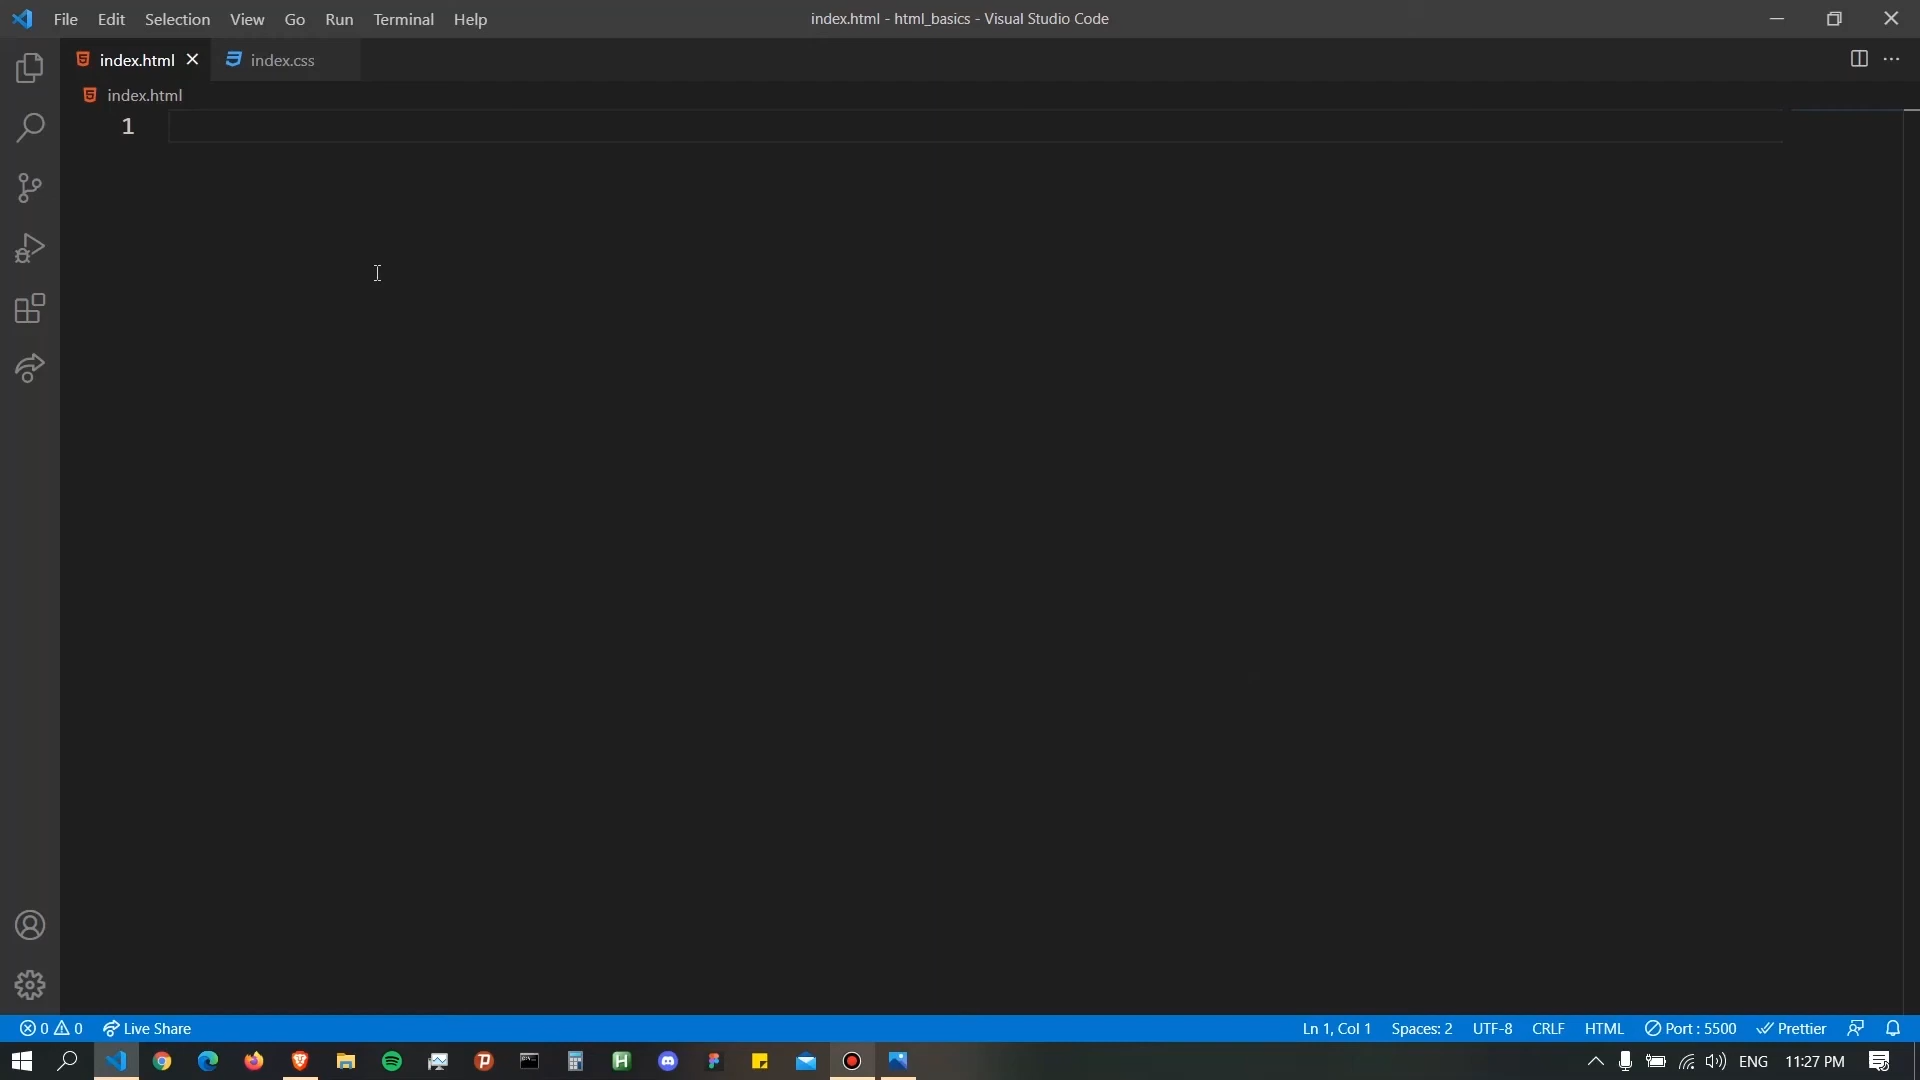 File Edit Selection View Go Run Terminal Help
index.html - html_basics - Visual Studio Code
index.html
index.css
index.html
1
0 0 Live Share
Ln 1, Col 1 Spaces: 2 UTF-8 CRLF HTML Port : 5500 Prettier
ENG 11:27 PM